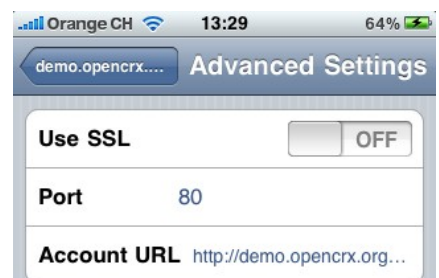 Orange CH 13:29 64%
demo.opencrx.... Advanced Settings
Use SSL OFF
Port 80
Account URL http://demo.opencrx.org...